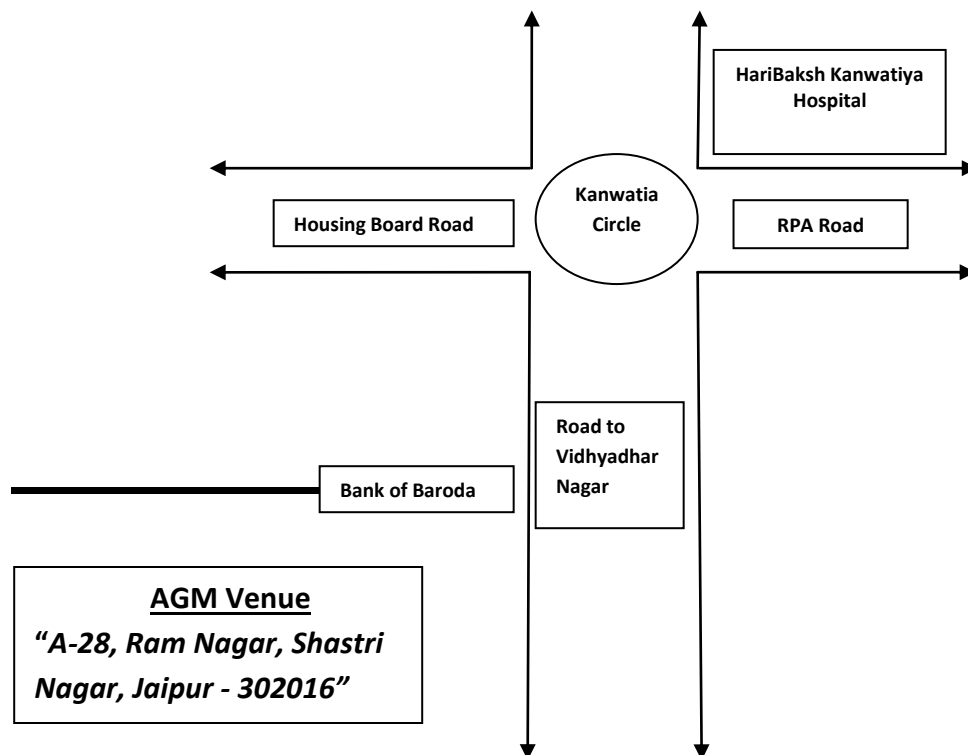 HariBaksh Kanwatiya
Hospital
Kanwatia
Circle
Housing Board Road
RPA Road
Road to
Vidhyadhar
Nagar
Bank of Baroda
AGM Venue
“A-28, Ram Nagar, Shastri
Nagar, Jaipur - 302016”